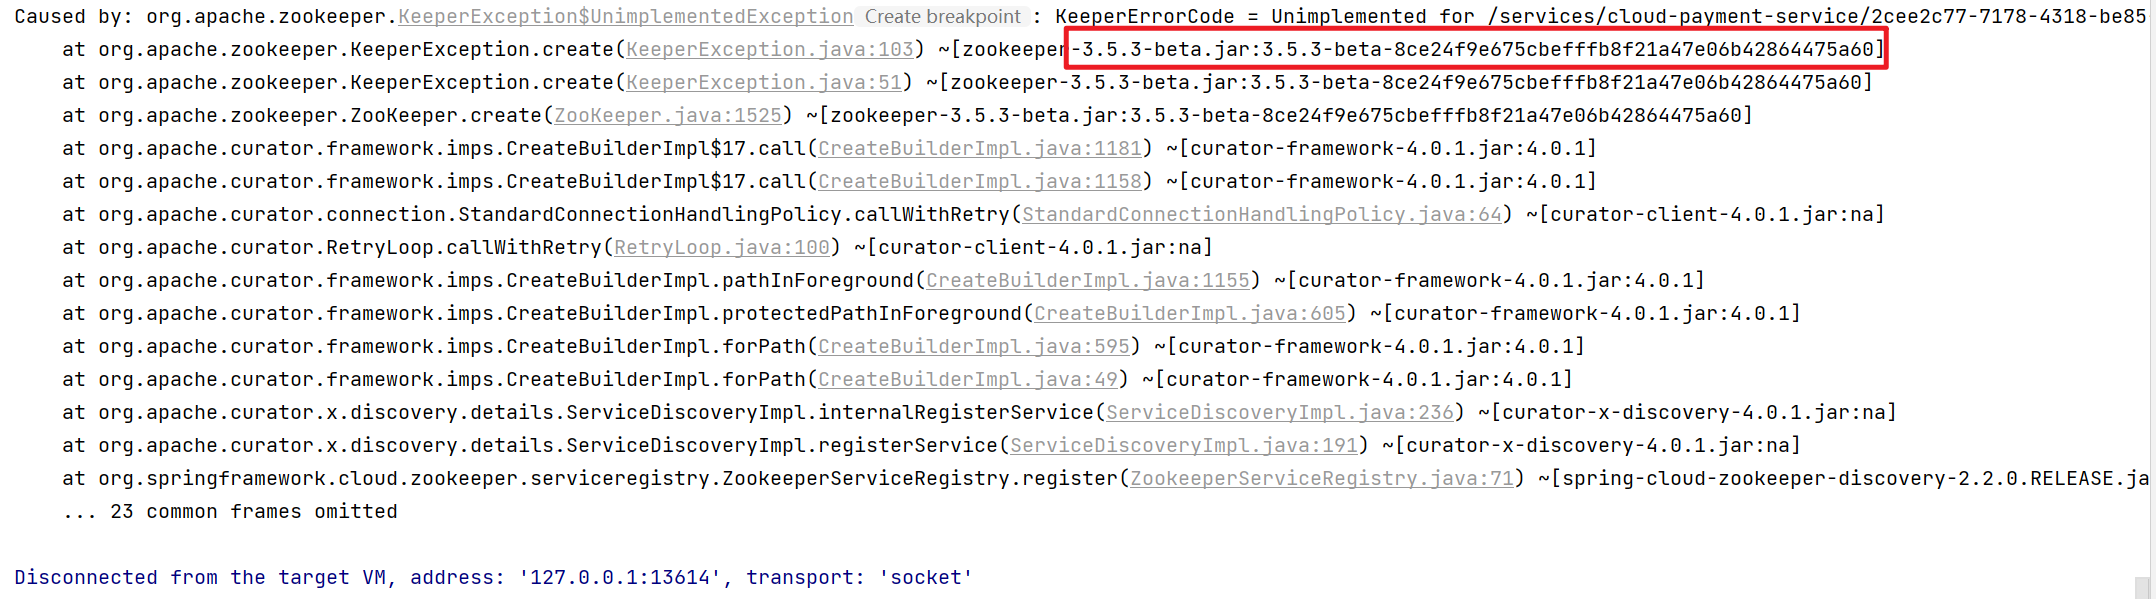 Caused by: org.apache.zookeeper.KeeperException$UnimplementedException Create breakpoint : KeeperErrorCode = Unimplemented for /services/cloud-payment-service/2cee2c77-7178-4318-be85
at org.apache.zookeeper.KeeperException.create(KeeperException.java:103) ~[zookeeper-3.5.3-beta.jar:3.5.3-beta-8ce24f9e675cbefffb8f21a47e06b42864475a60]
at org.apache.zookeeper.KeeperException.create(KeeperException.java:51) ~[zookeeper-3.5.3-beta.jar:3.5.3-beta-8ce24f9e675cbefffb8f21a47e06b42864475a60]
at org.apache.zookeeper.ZooKeeper.create(ZooKeeper.java:1525) ~[zookeeper-3.5.3-beta.jar:3.5.3-beta-8ce24f9e675cbefffb8f21a47e06b42864475a60]
at org.apache.curator.framework.imps.CreateBuilderImpl$17.call(CreateBuilderImpl.java:1181) ~[curator-framework-4.0.1.jar:4.0.1]
at org.apache.curator.framework.imps.CreateBuilderImpl$17.call(CreateBuilderImpl.java:1158) ~[curator-framework-4.0.1.jar:4.0.1]
at org.apache.curator.connection.StandardConnectionHandlingPolicy.callWithRetry(StandardConnectionHandlingPolicy.java:64) ~[curator-client-4.0.1.jar:na]
at org.apache.curator.RetryLoop.callWithRetry(RetryLoop.java:100) ~[curator-client-4.0.1.jar:na]
at org.apache.curator.framework.imps.CreateBuilderImpl.pathInForeground(CreateBuilderImpl.java:1155) ~[curator-framework-4.0.1.jar:4.0.1]
at org.apache.curator.framework.imps.CreateBuilderImpl.protectedPathInForeground(CreateBuilderImpl.java:605) ~[curator-framework-4.0.1.jar:4.0.1]
at org.apache.curator.framework.imps.CreateBuilderImpl.forPath(CreateBuilderImpl.java:595) ~[curator-framework-4.0.1.jar:4.0.1]
at org.apache.curator.framework.imps.CreateBuilderImpl.forPath(CreateBuilderImpl.java:49) ~[curator-framework-4.0.1.jar:4.0.1]
at org.apache.curator.x.discovery.details.ServiceDiscoveryImpl.internalRegisterService(ServiceDiscoveryImpl.java:236) ~[curator-x-discovery-4.0.1.jar:na]
at org.apache.curator.x.discovery.details.ServiceDiscoveryImpl.registerService(ServiceDiscoveryImpl.java:191) ~[curator-x-discovery-4.0.1.jar:na]
at org.springframework.cloud.zookeeper.serviceregistry.ZookeeperServiceRegistry.register(ZookeeperServiceRegistry.java:71) ~[spring-cloud-zookeeper-discovery-2.2.0.RELEASE.ja
... 23 common frames omitted
Disconnected from the target VM, address: '127.0.0.1:13614', transport: 'socket'